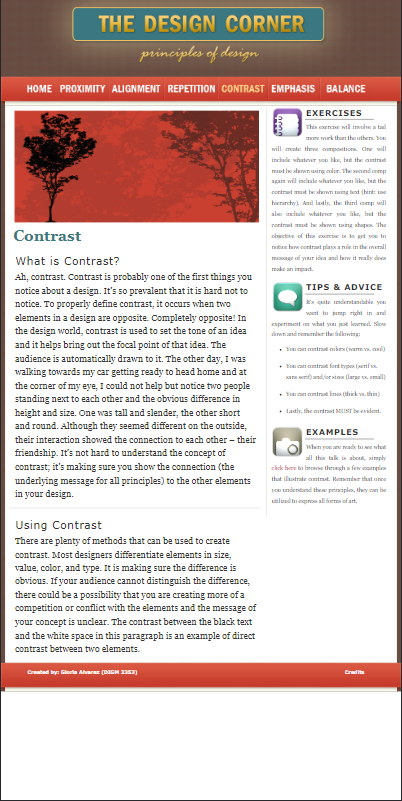 THE DESIGN CORNER
principles of design
HOME PROXIMITY ALIGNMENT REPETITION CONTRAST EMPHASIS BALANCE
Contrast
What is Contrast?
Ah, contrast. Contrast is probably one of the first things you
notice about a design. It's so prevalent that it is hard not to
notice. To properly define contrast, it occurs when two
elements in a design are opposite. Completely opposite! In
the design world, contrast is used to set the tone of an idea
and it helps bring out the focal point of that idea. The
audience is automatically drawn to it. The other day, I was
walking towards my car getting ready to head home and at
the corner of my eye, I could not help but notice two people
standing next to each other and the obvious difference in
height and size. One was tall and slender, the other short
and round. Although they seemed different on the outside,
their interaction showed the connection to each other – their
friendship. It's not hard to understand the concept of
contrast; it's making sure you show the connection (the
underlying message for all principles) to the other elements
in your design.
Using Contrast
There are plenty of methods that can be used to create
contrast. Most designers differentiate elements in size,
value, color, and type. It is making sure the difference is
obvious. If your audience cannot distinguish the difference,
there could be a possibility that you are creating more of a
competition or conflict with the elements and the message of
your concept is unclear. The contrast between the black text
and the white space in this paragraph is an example of direct
contrast between two elements.
EXERCISES
This exercise will involve a tad
more work than the others. You
will create three compositions. One will
include whatever you like, but the contrast
must be shown using color. The second comp
again will include whatever you like, but the
contrast must be shown using text (hint: use
hierarchy). And lastly, the third comp will
also include whatever you like, but the
contrast must be shown using shapes. The
objective of this exercise is to get you to
notice how contrast plays a role in the overall
message of your idea and how it really does
make an impact.
TIPS & ADVICE
It's quite understandable you
want to jump right in and
experiment on what you just learned. Slow
down and remember the following:
• You can contrast colors (warm vs. cool)
• You can contrast font types (serif vs.
sans serif) and/or sizes (large vs. small)
• You can contrast lines (thick vs. thin)
• Lastly, the contrast MUST be evident.
EXAMPLES
When you are ready to see what
all this talk is about, simply
click here to browse through a few examples
that illustrate contrast. Remember that once
you understand these principles, they can be
utilized to express all forms of art.
Created by: Gloria Alvarez (DIGM 3353)
Credits